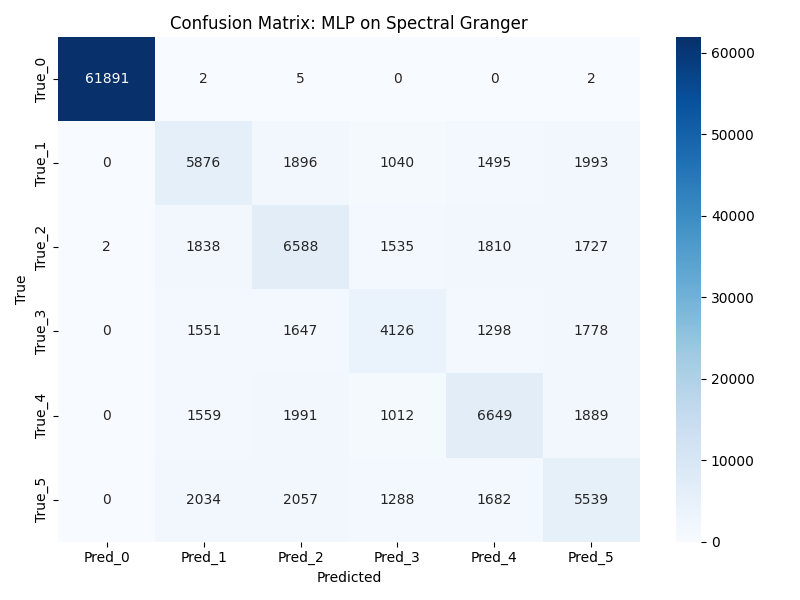 Confusion Matrix: MLP on Spectral Granger
True_0 61891 2 5 0 0 2
True_1 0 5876 1896 1040 1495 1993
True_2 2 1838 6588 1535 1810 1727
True_3 0 1551 1647 4126 1298 1778
True_4 0 1559 1991 1012 6649 1889
True_5 0 2034 2057 1288 1682 5539
Pred_0 Pred_1 Pred_2 Pred_3 Pred_4 Pred_5
Predicted
True
60000
50000
40000
30000
20000
10000
0